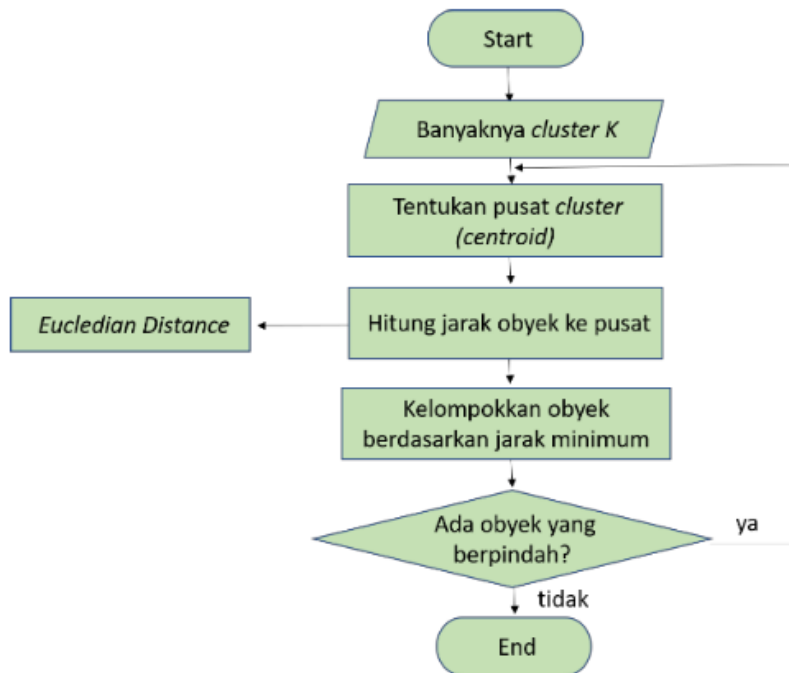 Start
Banyaknya cluster K
Tentukan pusat cluster
(centroid)
Eucledian Distance
Hitung jarak obyek ke pusat
Kelompokkan obyek
berdasarkan jarak minimum
Ada obyek yang
berpindah?
ya
tidak
End